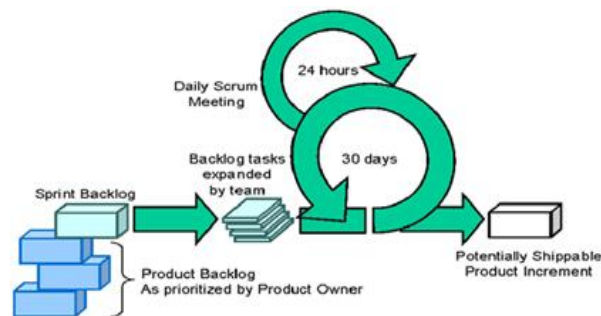 24 hours
Daily Scrum
Meeting
Backlog tasks
expanded
by team
30 days
Sprint Backlog
Potentially Shippable
Product Increment
Product Backlog
As prioritized by Product Owner